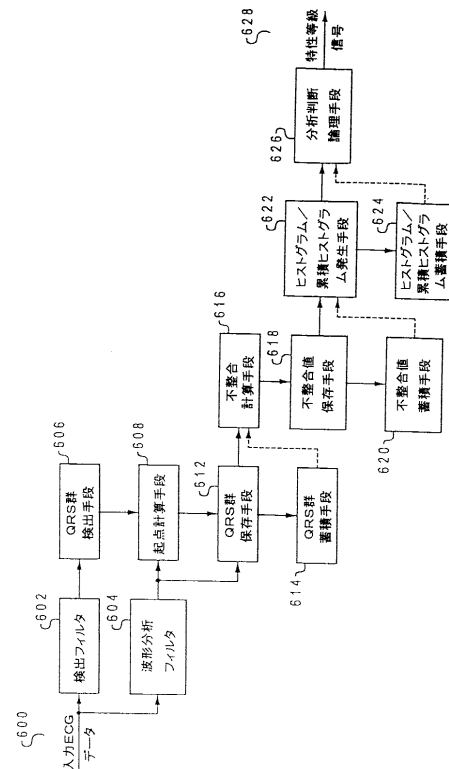 600
入力ECG
データ
602
検出フィルタ
604
波形分析
フィルタ
606
QRS群
検出手段
608
起点計算手段
612
QRS群
保存手段
614
QRS群
蓄積手段
616
不整合
計算手段
618
不整合値
保存手段
620
不整合値
蓄積手段
622
ヒストグラム/
累積ヒストグラ
ム発生手段
624
ヒストグラム/
累積ヒストグラ
ム蓄積手段
626
分析判断
論理手段
628
特性等級
信号